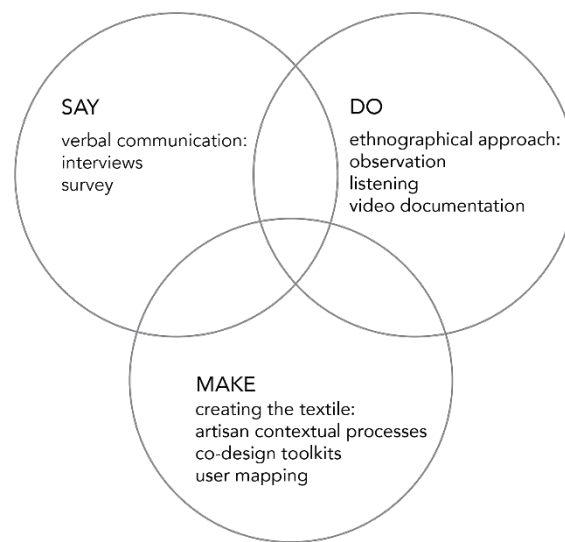 SAY
verbal communication:
interviews
survey
DO
ethnographical approach:
observation
listening
video documentation
MAKE
creating the textile:
artisan contextual processes
co-design toolkits
user mapping